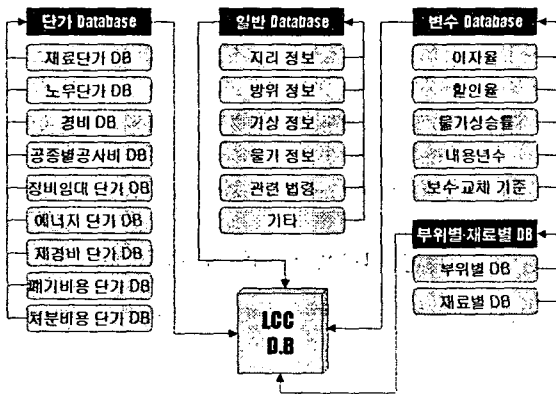 단가 Database
재료단가 DB
노무단가 DB
경비 DB
공종별공사비 DB
장비임대 단가 DB
에너지 단가 DB
제경비 단가 DB
폐기비용 단가 DB
처분비용 단가 DB
일반 Database
지리 정보
방위 정보
기상 정보
물가 정보
관련 법령
기타
변수 Database
이자율
할인율
물가상승률
내용년수
보수·교체 기준
부위별·재료별 DB
부위별 DB
재료별 DB
LCC
D.B